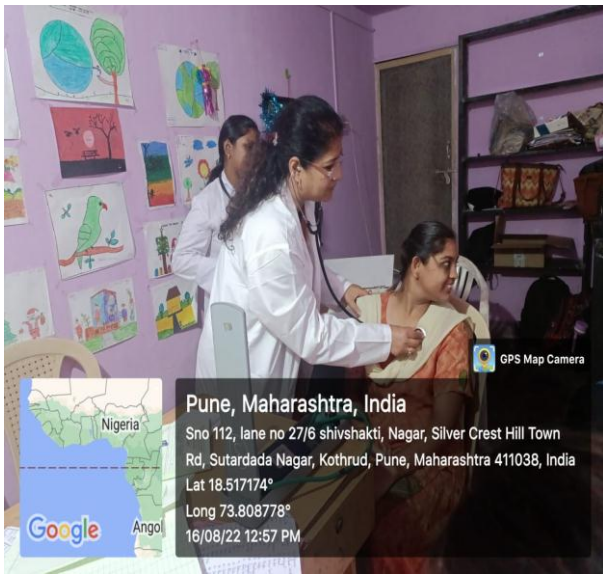 GPS Map Camera
Pune, Maharashtra, India
Sno 112, lane no 27/6 shivshakti, Nagar, Silver Crest Hill Town
Rd, Sutardada Nagar, Kothrud, Pune, Maharashtra 411038, India
Lat 18.517174°
Long 73.808778°
16/08/22 12:57 PM
Nigeria
Angol
Google